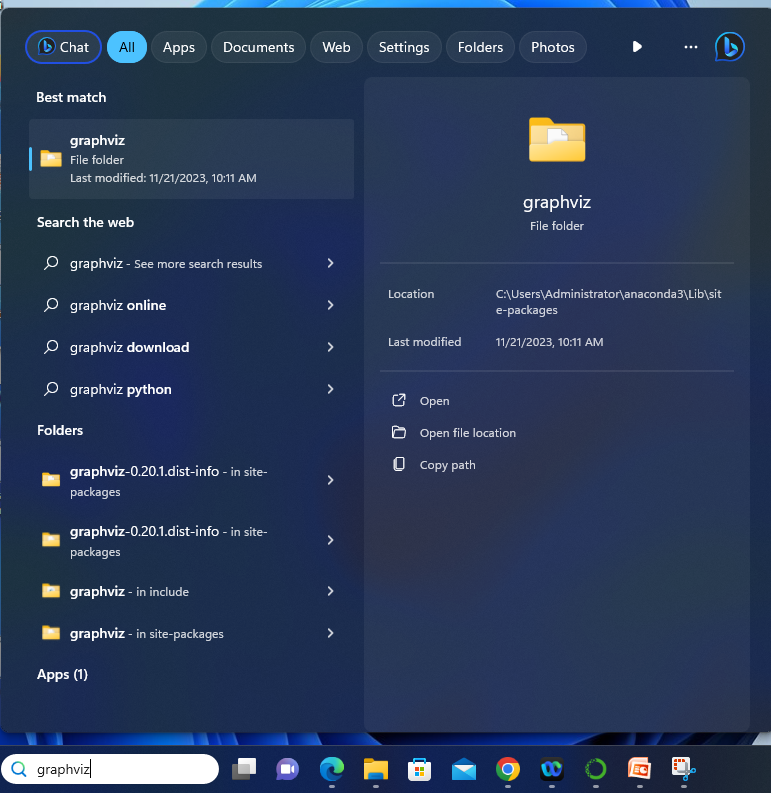 Chat All Apps Documents Web Settings Folders Photos
Best match
graphviz
File folder
Last modified: 11/21/2023, 10:11 AM
Search the web
graphviz - See more search results
graphviz online
graphviz download
graphviz python
Folders
graphviz-0.20.1.dist-info - in site-
packages
graphviz-0.20.1.dist-info - in site-
packages
graphviz - in include
graphviz - in site-packages
Apps (1)
graphviz
File folder
Location C:\Users\Administrator\anaconda3\Lib\sit
e-packages
Last modified 11/21/2023, 10:11 AM
Open
Open file location
Copy path
graphviz